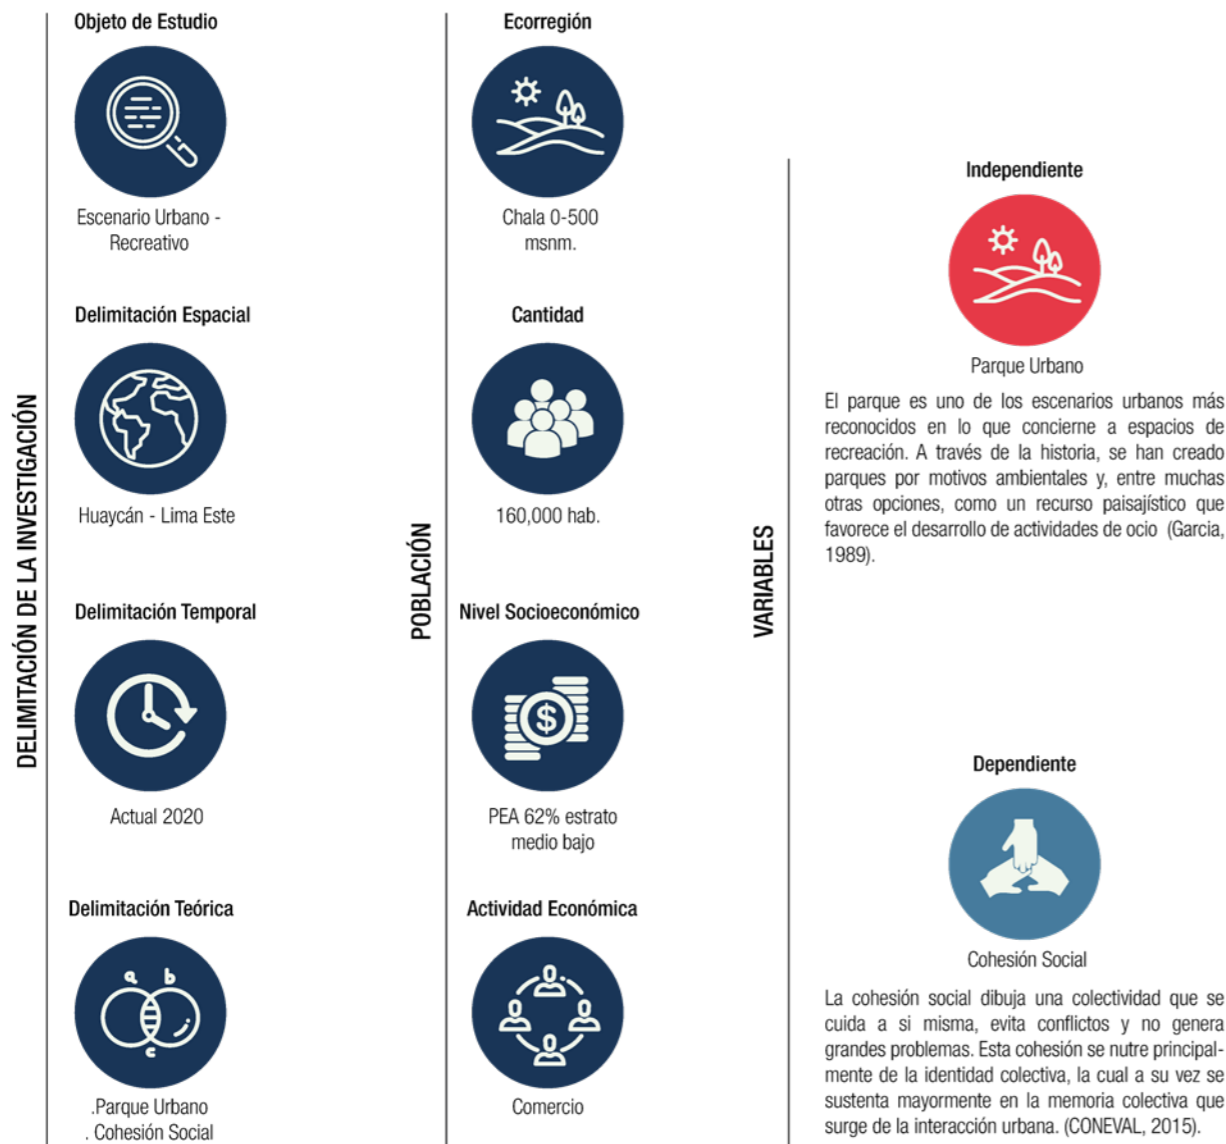 DELIMITACIÓN DE LA INVESTIGACIÓN
Objeto de Estudio
Escenario Urbano -
Recreativo
Delimitación Espacial
Huaycán - Lima Este
Delimitación Temporal
Actual 2020
Delimitación Teórica
a b
c
.Parque Urbano
. Cohesión Social
POBLACIÓN
Ecorregión
Chala 0-500
msnm.
Cantidad
160,000 hab.
Nivel Socioeconómico
$
PEA 62% estrato
medio bajo
Actividad Económica
Comercio
VARIABLES
Independiente
Parque Urbano
El parque es uno de los escenarios urbanos más
reconocidos en lo que concierne a espacios de
recreación. A través de la historia, se han creado
parques por motivos ambientales y, entre muchas
otras opciones, como un recurso paisajístico que
favorece el desarrollo de actividades de ocio (Garcia,
1989).
Dependiente
Cohesión Social
La cohesión social dibuja una colectividad que se
cuida a si misma, evita conflictos y no genera
grandes problemas. Esta cohesión se nutre principal-
mente de la identidad colectiva, la cual a su vez se
sustenta mayormente en la memoria colectiva que
surge de la interacción urbana. (CONEVAL, 2015).